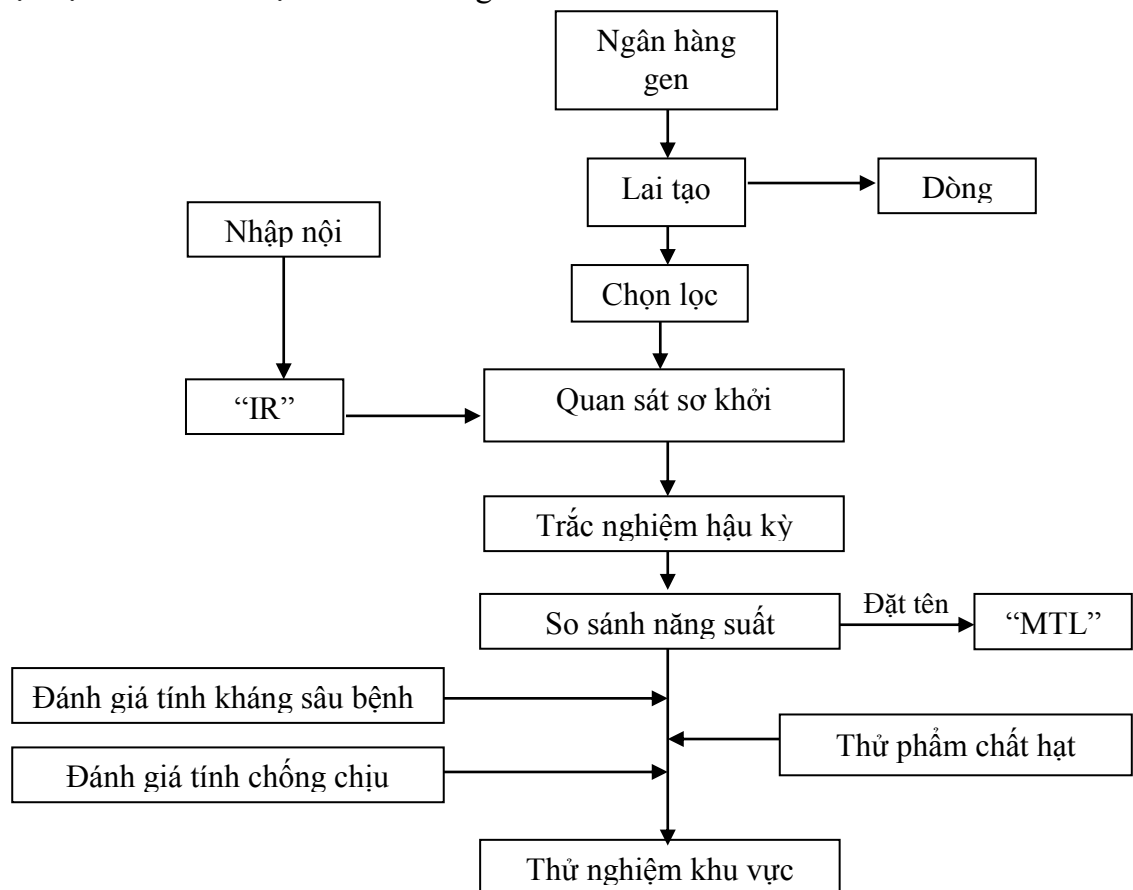 Ngân hàng
gen
Lai tạo
Dòng
Nhập nội
Chọn lọc
“IR”
Quan sát sơ khởi
Trắc nghiệm hậu kỳ
So sánh năng suất
Đặt tên
“MTL”
Đánh giá tính kháng sâu bệnh
Thử phẩm chất hạt
Đánh giá tính chống chịu
Thử nghiệm khu vực